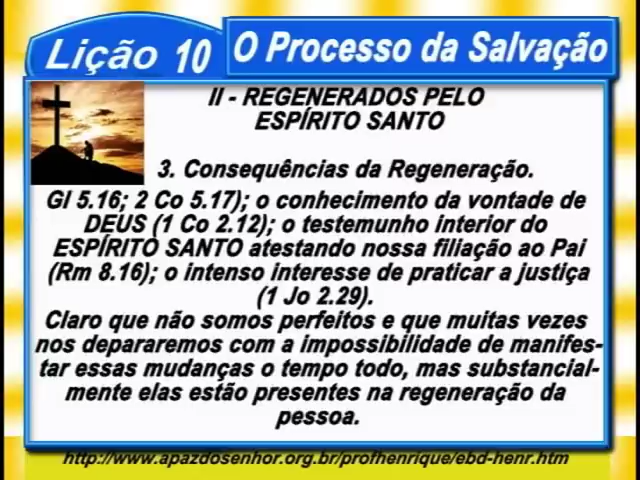 Lição 10
O Processo da Salvação
II - REGENERADOS PELO
ESPÍRITO SANTO
3. Consequências da Regeneração.
Gl 5.16; 2 Co 5.17); o conhecimento da vontade de
DEUS (1 Co 2.12); o testemunho interior do
ESPÍRITO SANTO atestando nossa filiação ao Pai
(Rm 8.16); o intenso interesse de praticar a justiça
(1 Jo 2.29).
Claro que não somos perfeitos e que muitas vezes
nos depararemos com a impossibilidade de manifes-
tar essas mudanças o tempo todo, mas substancial-
mente elas estão presentes na regeneração da
pessoa.
http://www.apazdosenhor.org.br/profhenrique/ebd-henr.htm